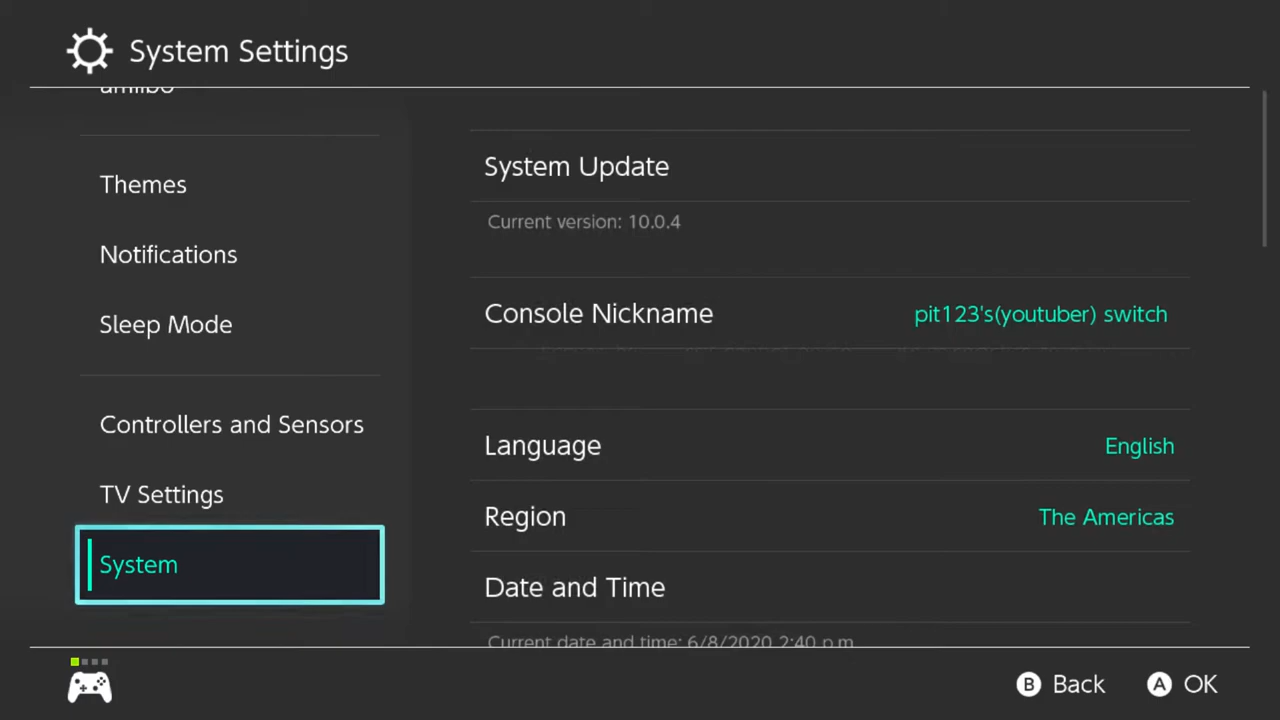 System Settings
amiibo
Themes
Notifications
Sleep Mode
Controllers and Sensors
TV Settings
System
System Update
Current version: 10.0.4
Console Nickname pit123's(youtuber) switch
Language English
Region The Americas
Date and Time
Current date and time: 6/8/2020 2:40 p.m
B Back A OK